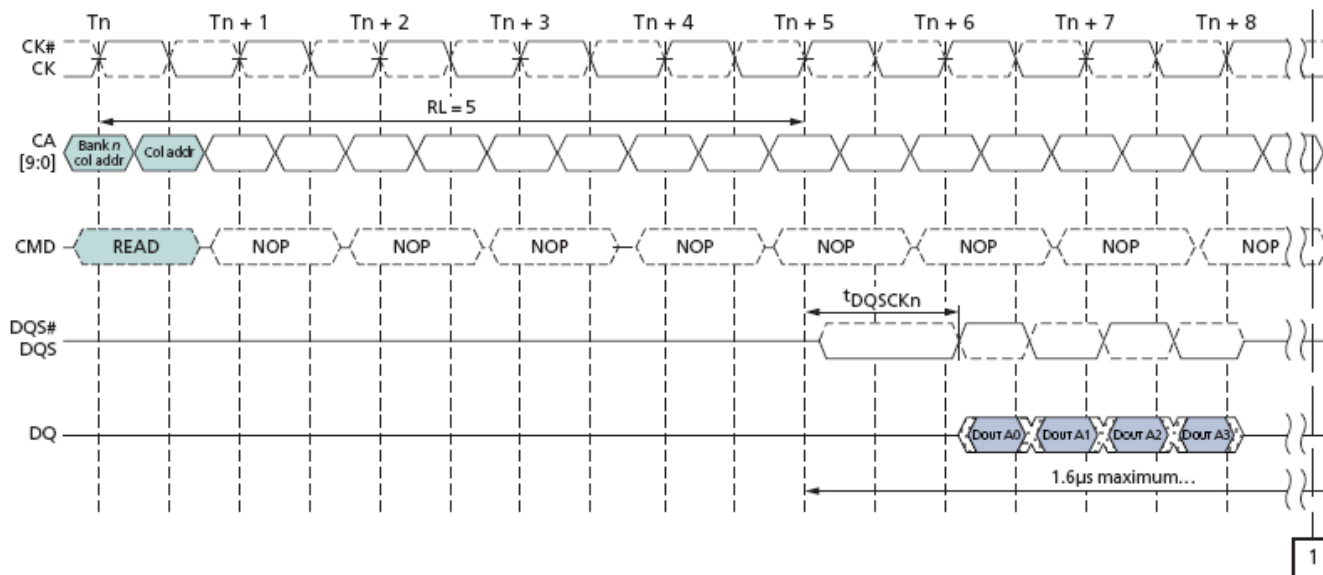 Tn Tn + 1 Tn + 2 Tn + 3 Tn + 4 Tn + 5 Tn + 6 Tn + 7 Tn + 8
CK#
CK
RL = 5
CA
[9:0]
Bank n
col addr
Col addr
CMD READ NOP NOP NOP NOP NOP NOP NOP NOP
tDQSCKn
DQS#
DQS
DQ DOUT A0 DOUT A1 DOUT A2 DOUT A3
1.6µs maximum...
1